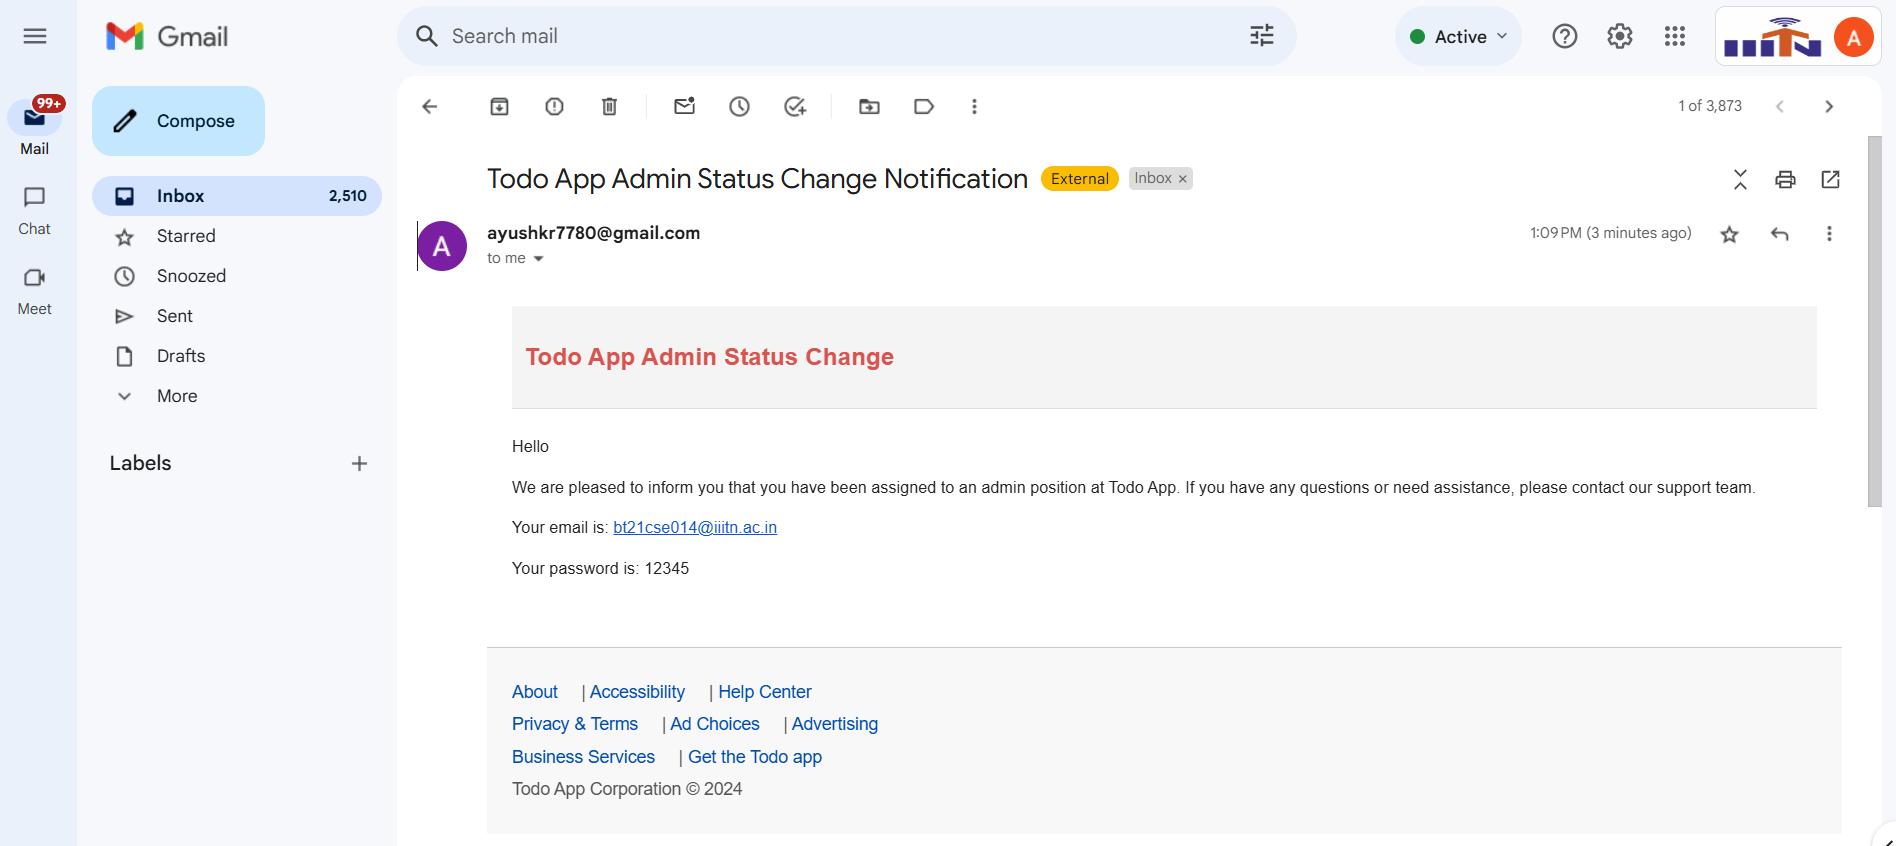 Gmail
Search mail
Active
IIITN
A
99+
Mail
Compose
1 of 3,873
Inbox 2,510
Starred
Chat
Snoozed
Meet
Sent
Drafts
More
Labels
Todo App Admin Status Change Notification External Inbox ×
A
ayushkr7780@gmail.com 1:09 PM (3 minutes ago)
to me
Todo App Admin Status Change
Hello
We are pleased to inform you that you have been assigned to an admin position at Todo App. If you have any questions or need assistance, please contact our support team.
Your email is: bt21cse014@iiitn.ac.in
Your password is: 12345
About | Accessibility | Help Center
Privacy & Terms | Ad Choices | Advertising
Business Services | Get the Todo app
Todo App Corporation © 2024